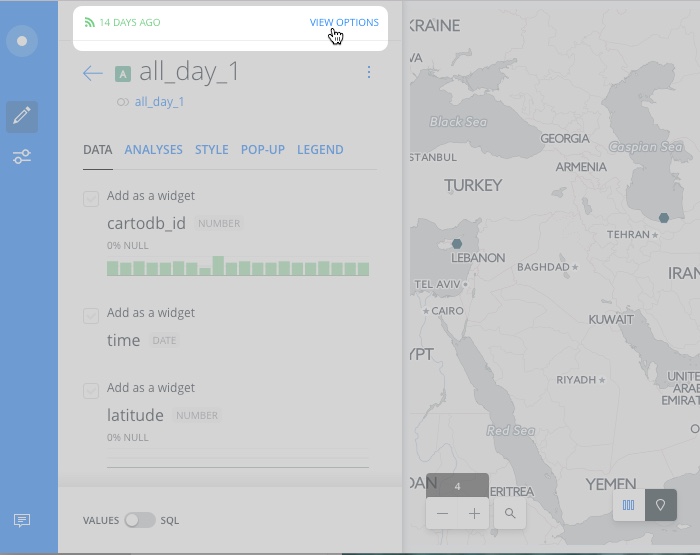 14 DAYS AGO
VIEW OPTIONS
A all_day_1
all_day_1
DATA ANALYSES STYLE POP-UP LEGEND
Add as a widget
cartodb_id NUMBER
0% NULL
Add as a widget
time DATE
Add as a widget
latitude NUMBER
0% NULL
VALUES SQL
KRAINE
VA
Black Sea
GEORGIA
Caspian Sea
STANBUL
ARMENIA
TURKEY
TEHRAN
LEBANON
BAGHDAD
IRAN
TEL AVIV
CAIRO
KUWAIT
YPT
RIYADH
UNITE
ARAE
EMIRAT
O
Red Sea
DAN
4
ERITREA
YEMEN